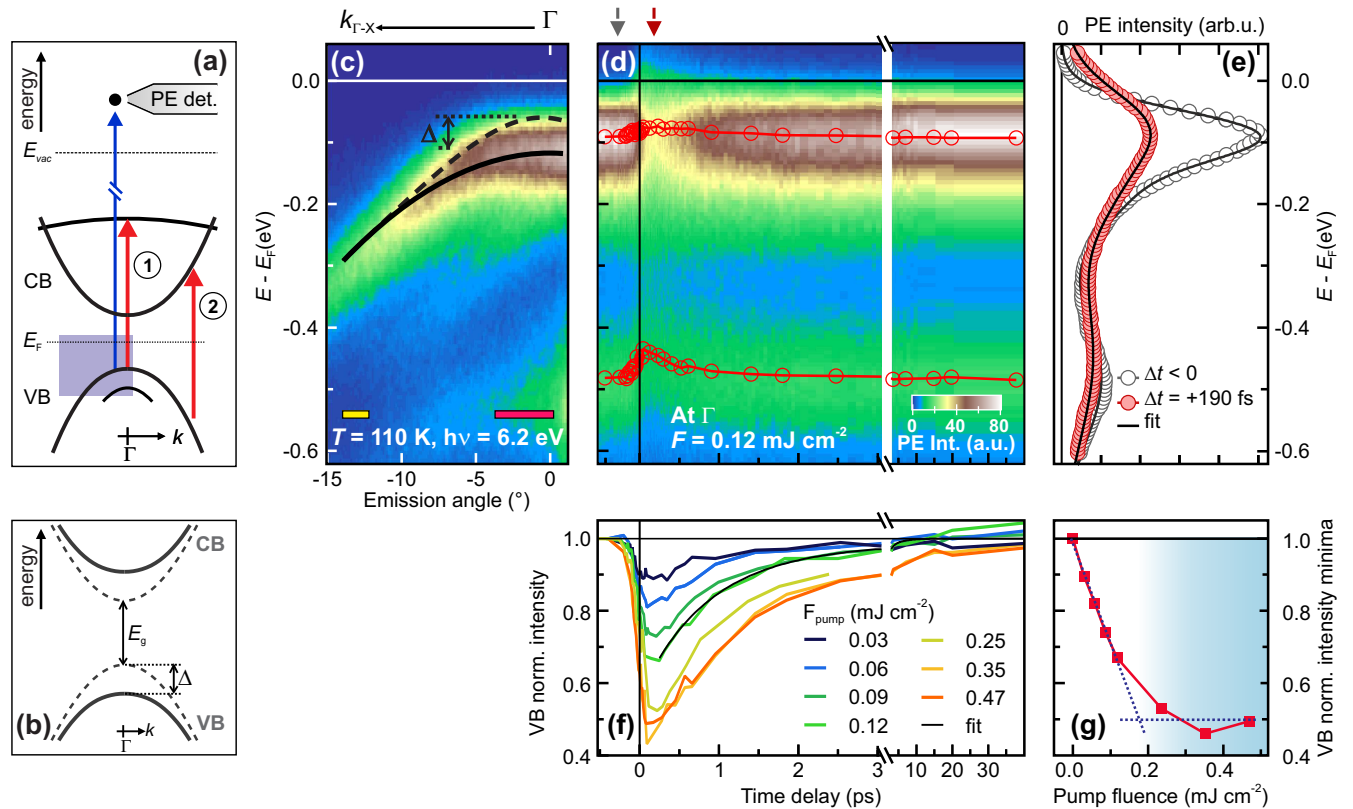 (a)
energy
PE det.
E_vac
CB
1
2
E_F
VB
k
Γ
k_Γ-X
Γ
(c)
0.0
-0.2
-0.4
-0.6
E - E_F(eV)
Δ
T = 110 K, hν = 6.2 eV
-15
-10
-5
0
Emission angle (°)
(d)
At Γ
F = 0.12 mJ cm⁻²
0
40
80
PE Int. (a.u.)
0
PE intensity (arb.u.)
(e)
0.0
-0.2
-0.4
-0.6
E - E_F(eV)
Δt < 0
Δt = +190 fs
fit
(b)
energy
CB
E_g
Δ
VB
Γ
k
1.0
0.8
0.6
0.4
VB norm. intensity
(f)
F_pump (mJ cm⁻²)
0.03
0.06
0.09
0.12
0.25
0.35
0.47
fit
0
1
2
3
10
20
30
Time delay (ps)
(g)
1.0
0.8
0.6
0.4
VB norm. intensity minima
0.0
0.2
0.4
Pump fluence (mJ cm⁻²)